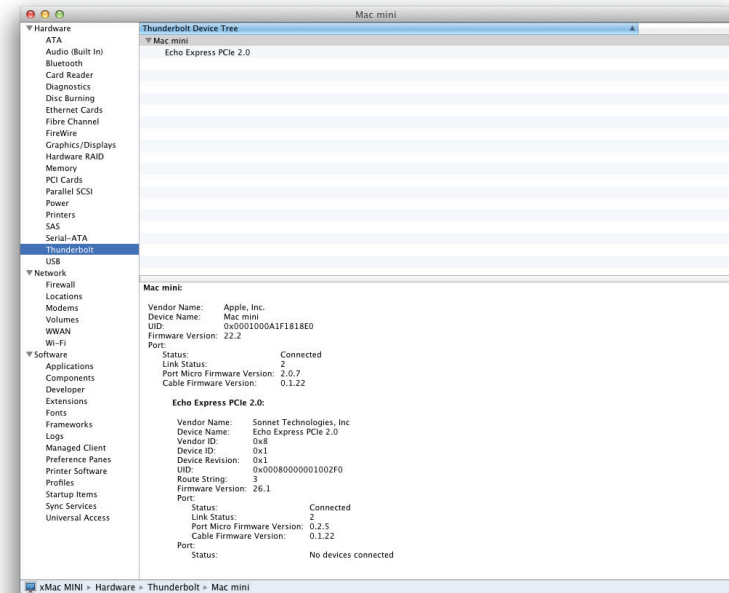 Mac mini
Hardware
ATA
Audio (Built In)
Bluetooth
Card Reader
Diagnostics
Disc Burning
Ethernet Cards
Fibre Channel
FireWire
Graphics/Displays
Hardware RAID
Memory
PCI Cards
Parallel SCSI
Power
Printers
SAS
Serial-ATA
Thunderbolt
USB
Network
Firewall
Locations
Modems
Volumes
WWAN
Wi-Fi
Software
Applications
Components
Developer
Extensions
Fonts
Frameworks
Logs
Managed Client
Preference Panes
Printer Software
Profiles
Startup Items
Sync Services
Universal Access
Thunderbolt Device Tree
Mac mini
Echo Express PCIe 2.0
Mac mini:
Vendor Name: Apple, Inc.
Device Name: Mac mini
UID: 0x0001000A1F1818E0
Firmware Version: 22.2
Port:
Status: Connected
Link Status: 2
Port Micro Firmware Version: 2.0.7
Cable Firmware Version: 0.1.22
Echo Express PCIe 2.0:
Vendor Name: Sonnet Technologies, Inc
Device Name: Echo Express PCIe 2.0
Vendor ID: 0x8
Device ID: 0x1
Device Revision: 0x1
UID: 0x00080000001002F0
Route String: 3
Firmware Version: 26.1
Port:
Status: Connected
Link Status: 2
Port Micro Firmware Version: 0.2.5
Cable Firmware Version: 0.1.22
Port:
Status: No devices connected
xMac MINI ▸ Hardware ▸ Thunderbolt ▸ Mac mini